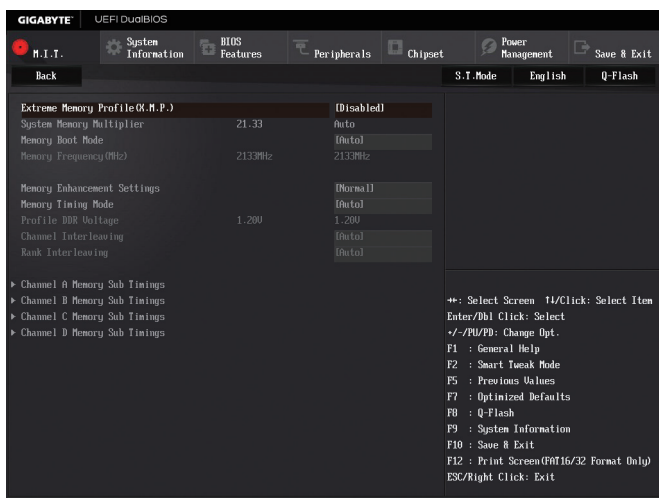 GIGABYTE™ UEFI DualBIOS
M.I.T. System Information BIOS Features Peripherals Chipset Power Management Save & Exit
Back S.T.Mode English Q-Flash
Extreme Memory Profile(X.M.P.) [Disabled]
System Memory Multiplier 21.33 Auto
Memory Boot Mode [Auto]
Memory Frequency(MHz) 2133MHz 2133MHz
Memory Enhancement Settings [Normal]
Memory Timing Mode [Auto]
Profile DDR Voltage 1.20V 1.20V
Channel Interleaving [Auto]
Rank Interleaving [Auto]
Channel A Memory Sub Timings
Channel B Memory Sub Timings
Channel C Memory Sub Timings
Channel D Memory Sub Timings
→←: Select Screen ↑↓/Click: Select Item
Enter/Dbl Click: Select
+/-/PU/PD: Change Opt.
F1 : General Help
F2 : Smart Tweak Mode
F5 : Previous Values
F7 : Optimized Defaults
F8 : Q-Flash
F9 : System Information
F10 : Save & Exit
F12 : Print Screen(FAT16/32 Format Only)
ESC/Right Click: Exit